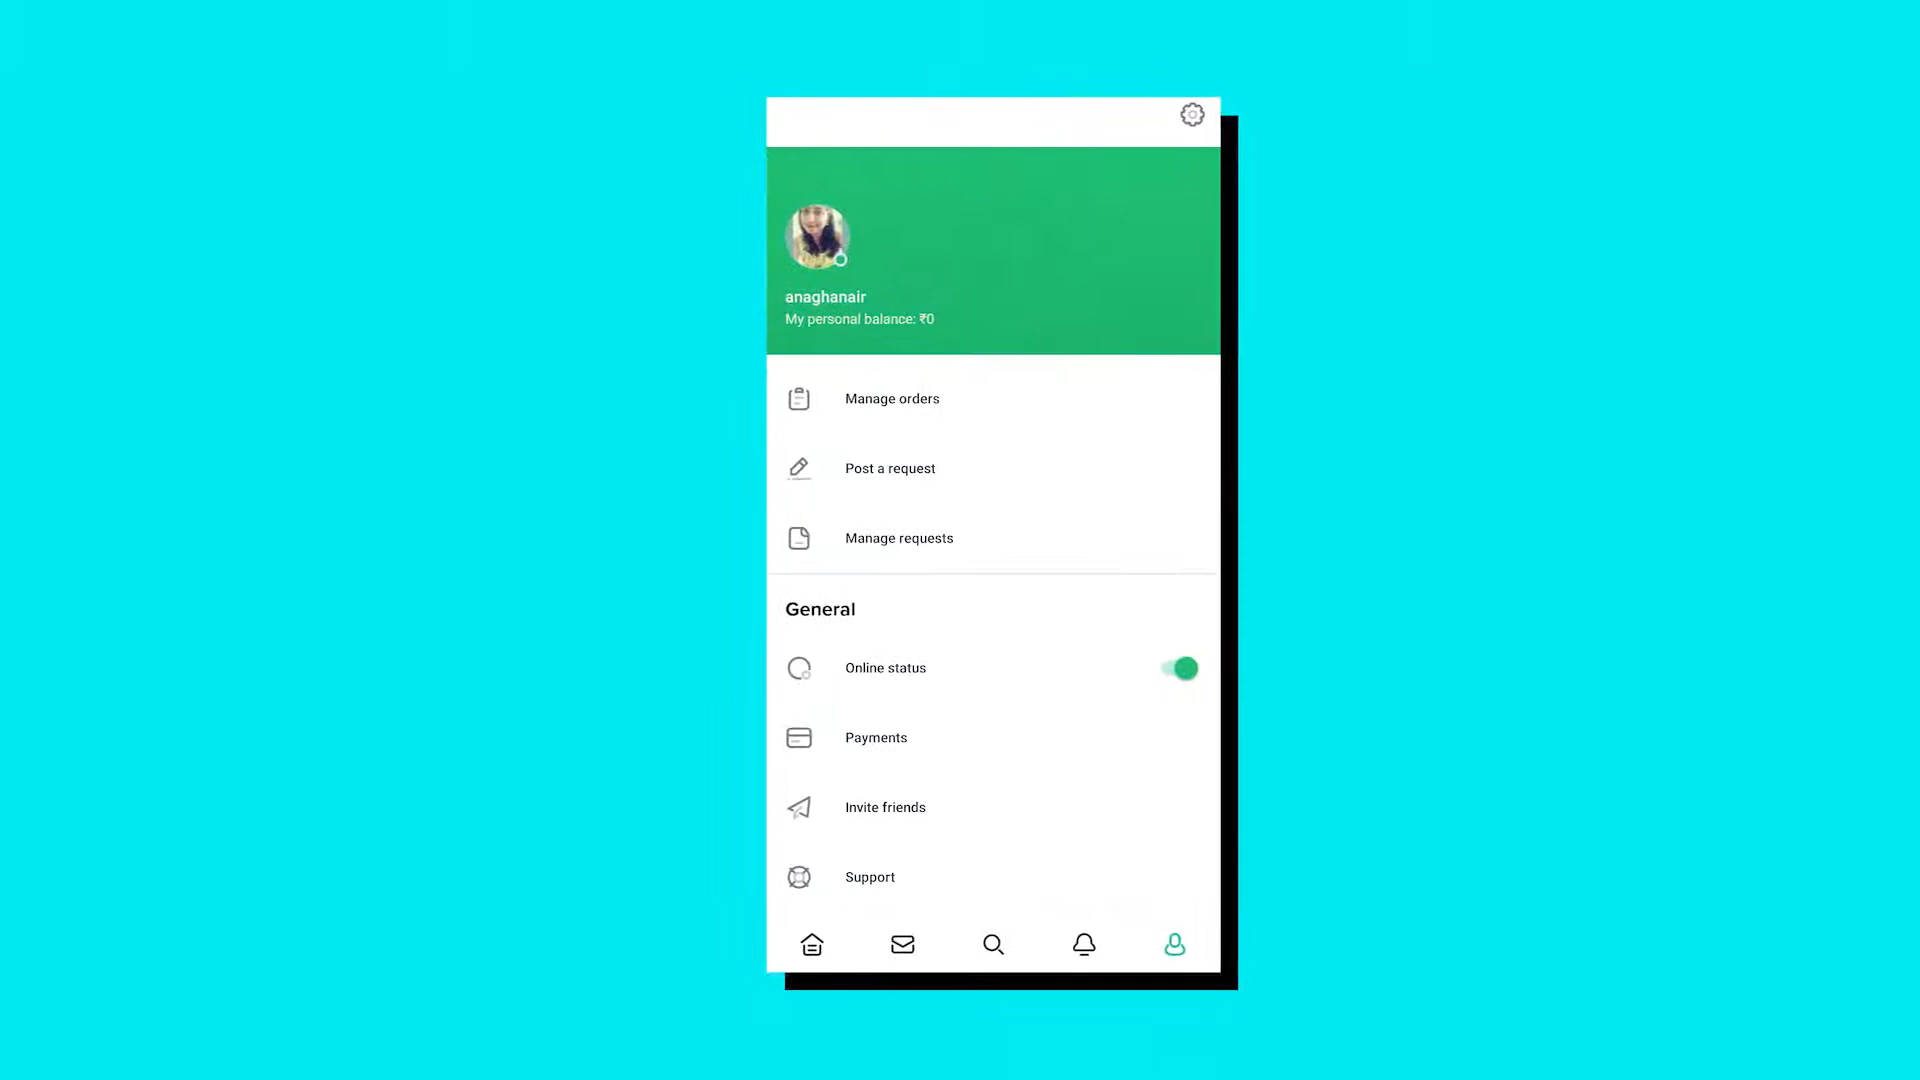 anaghanair
My personal balance: ₹0
Manage orders
Post a request
Manage requests
General
Online status
Payments
Invite friends
Support